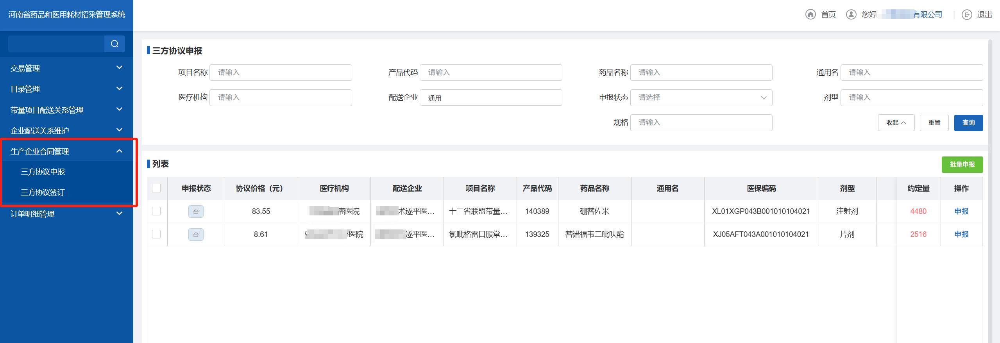 河南省药品和医用耗材招采管理系统
首页 您好 有限公司 退出
交易管理
目录管理
带量项目配送关系管理
企业配送关系维护
生产企业合同管理
三方协议申报
三方协议签订
订单明细管理
三方协议申报
项目名称 请输入 产品代码 请输入 药品名称 请输入 通用名 请输入
医疗机构 请输入 配送企业 通用 申报状态 请选择 剂型 请输入
规格 请输入 收起 重置 查询
列表 批量申报
申报状态 协议价格（元） 医疗机构 配送企业 项目名称 产品代码 药品名称 通用名 医保编码 剂型 约定量 操作
否 83.55 瘤医院 术遂平医... 十三省联盟带量... 140389 硼替佐米 XL01XGP043B001010104021 注射剂 4480 申报
否 8.61 医院 遂平医... 氯吡格雷口服常... 139325 替诺福韦二吡呋酯 XJ05AFT043A001010104021 片剂 2516 申报